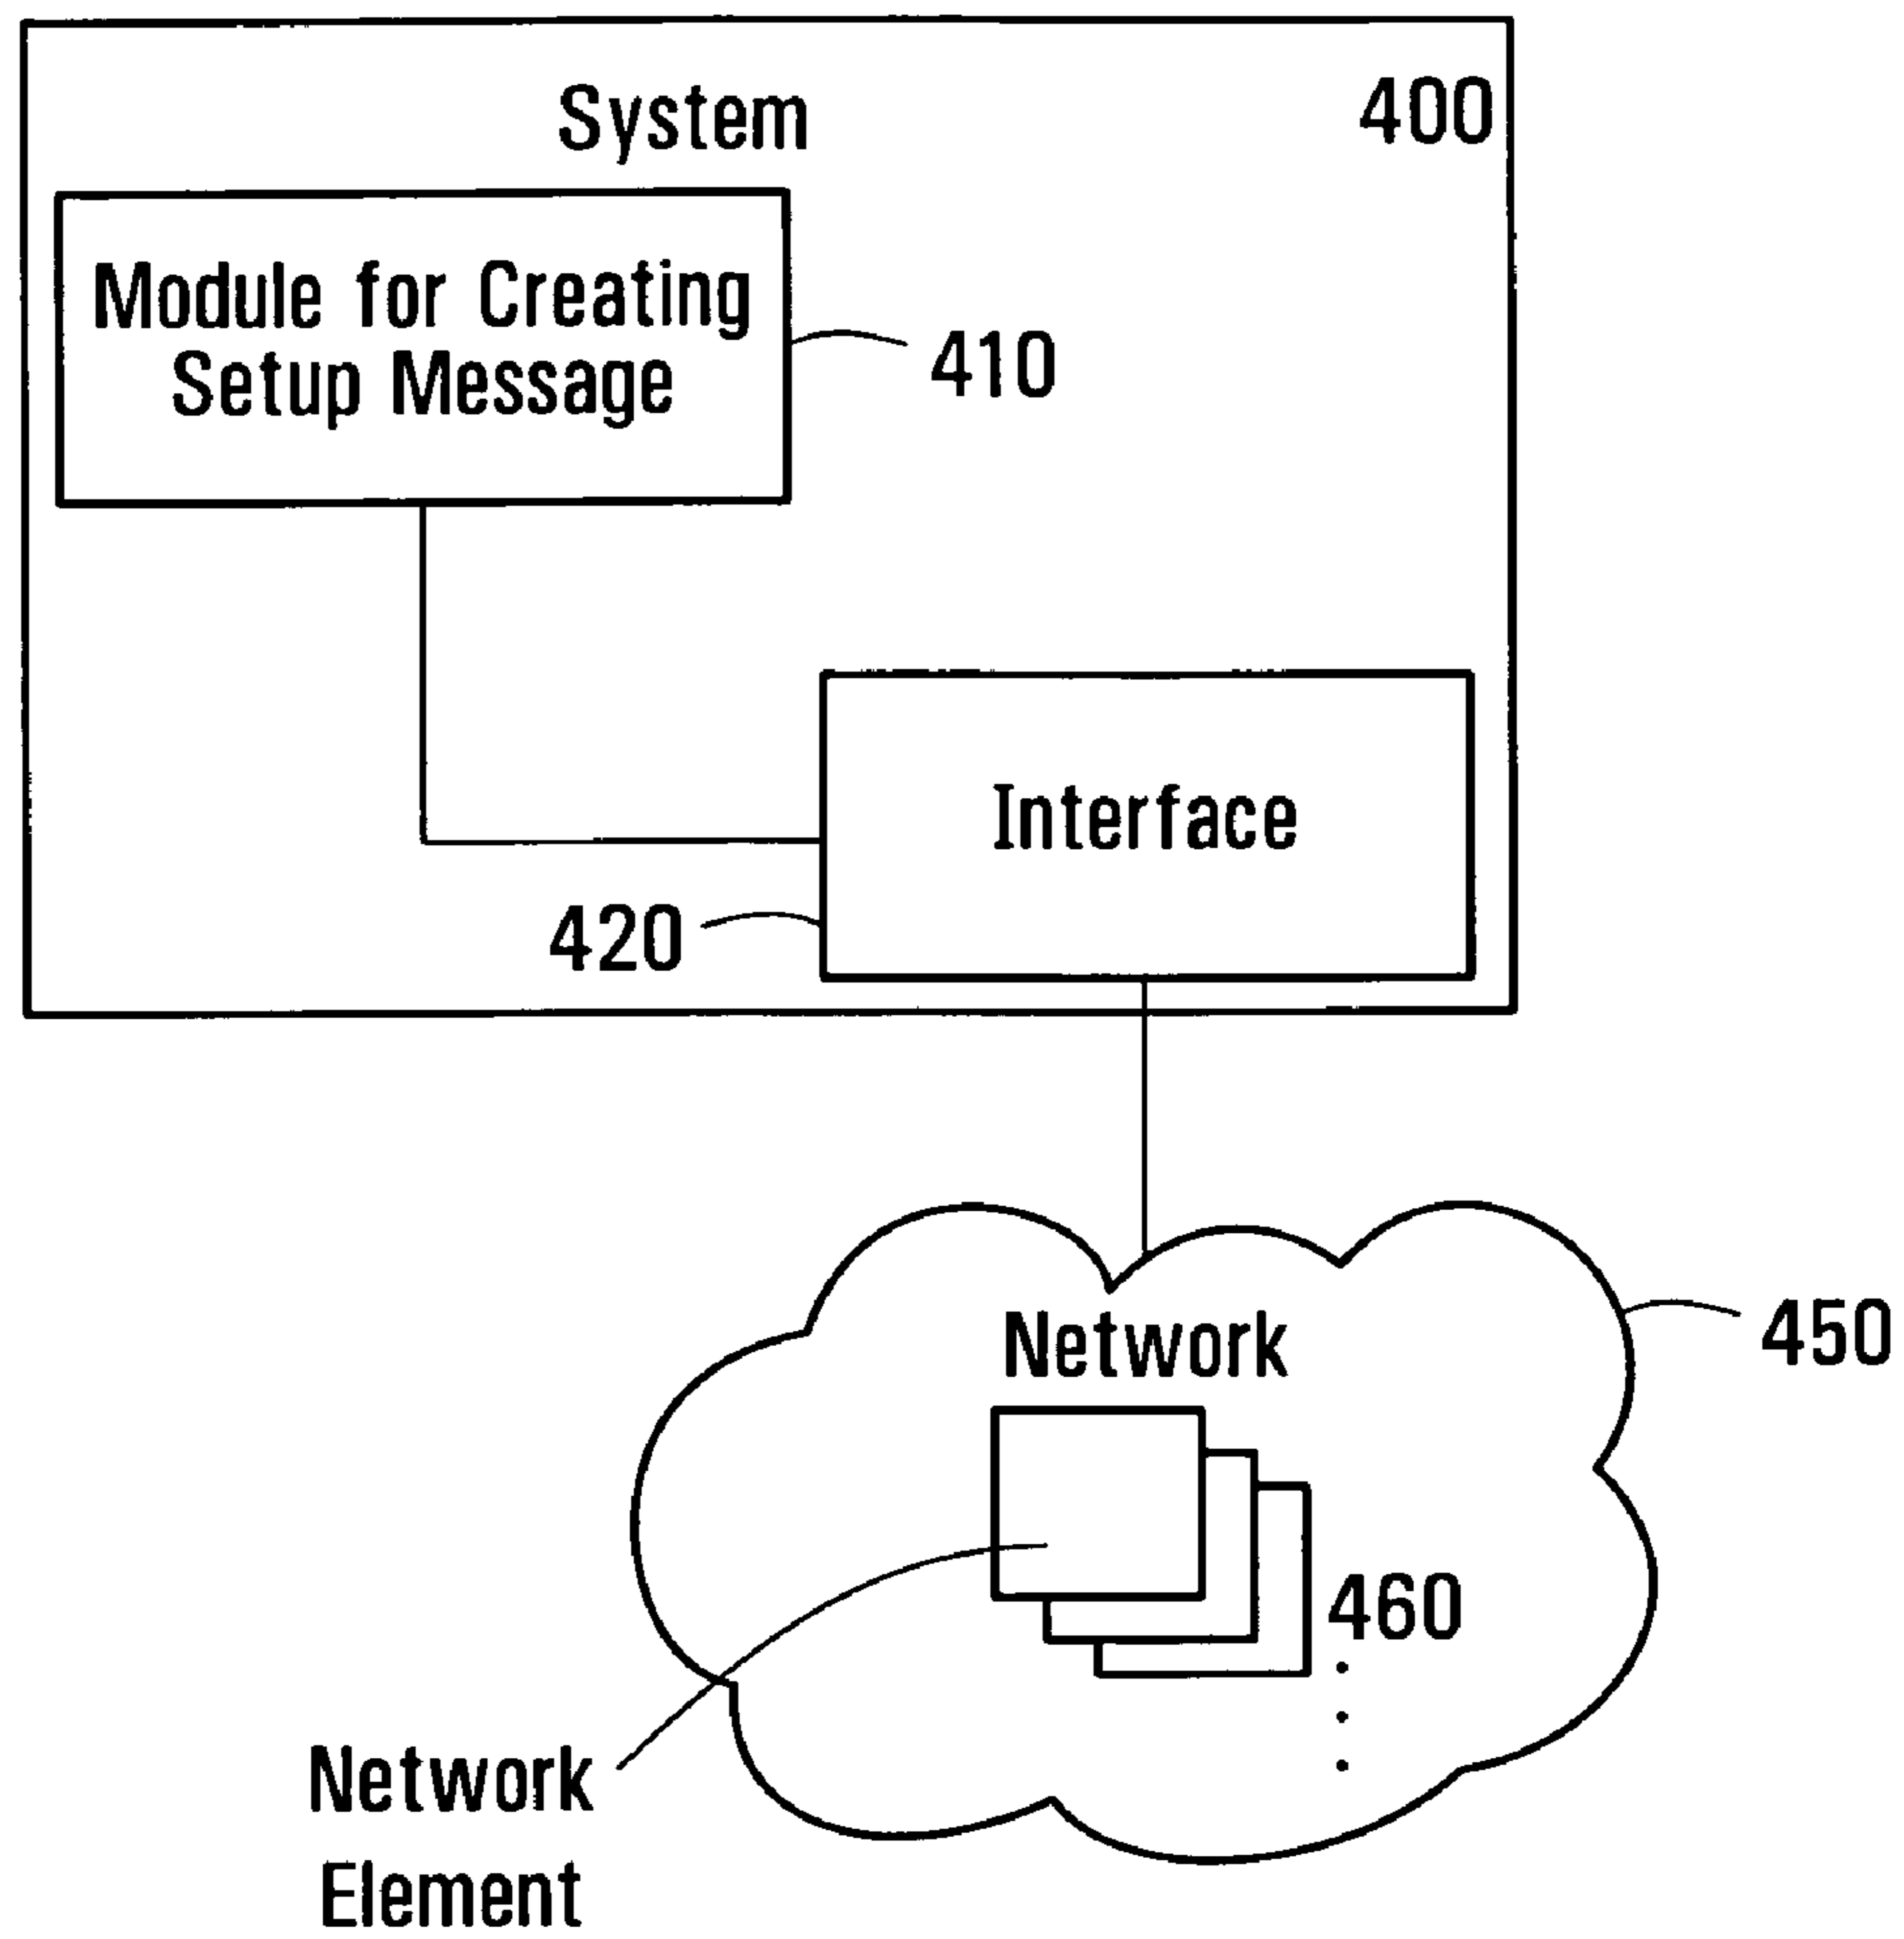 System
400
Module for Creating
Setup Message
410
Interface
420
Network
450
460
Network
Element